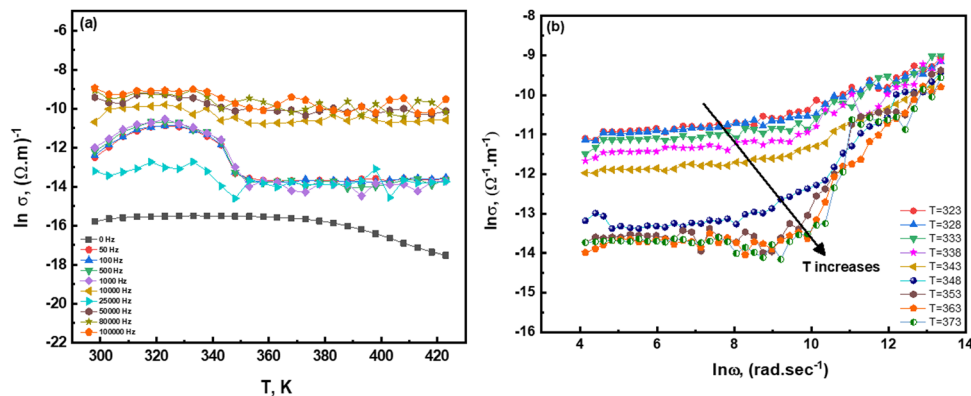 (a)
-6
-8
-10
-12
-14
-16
-18
-20
-22
ln σ, (Ω.m)⁻¹
0 Hz
50 Hz
100 Hz
500 Hz
1000 Hz
10000 Hz
25000 Hz
50000 Hz
80000 Hz
100000 Hz
300 320 340 360 380 400 420
T, K
(b)
-8
-9
-10
-11
-12
-13
-14
-15
-16
lnσ, (Ω⁻¹.m⁻¹)
T increases
T=323
T=328
T=333
T=338
T=343
T=348
T=353
T=363
T=373
4 6 8 10 12 14
lnω, (rad.sec⁻¹)